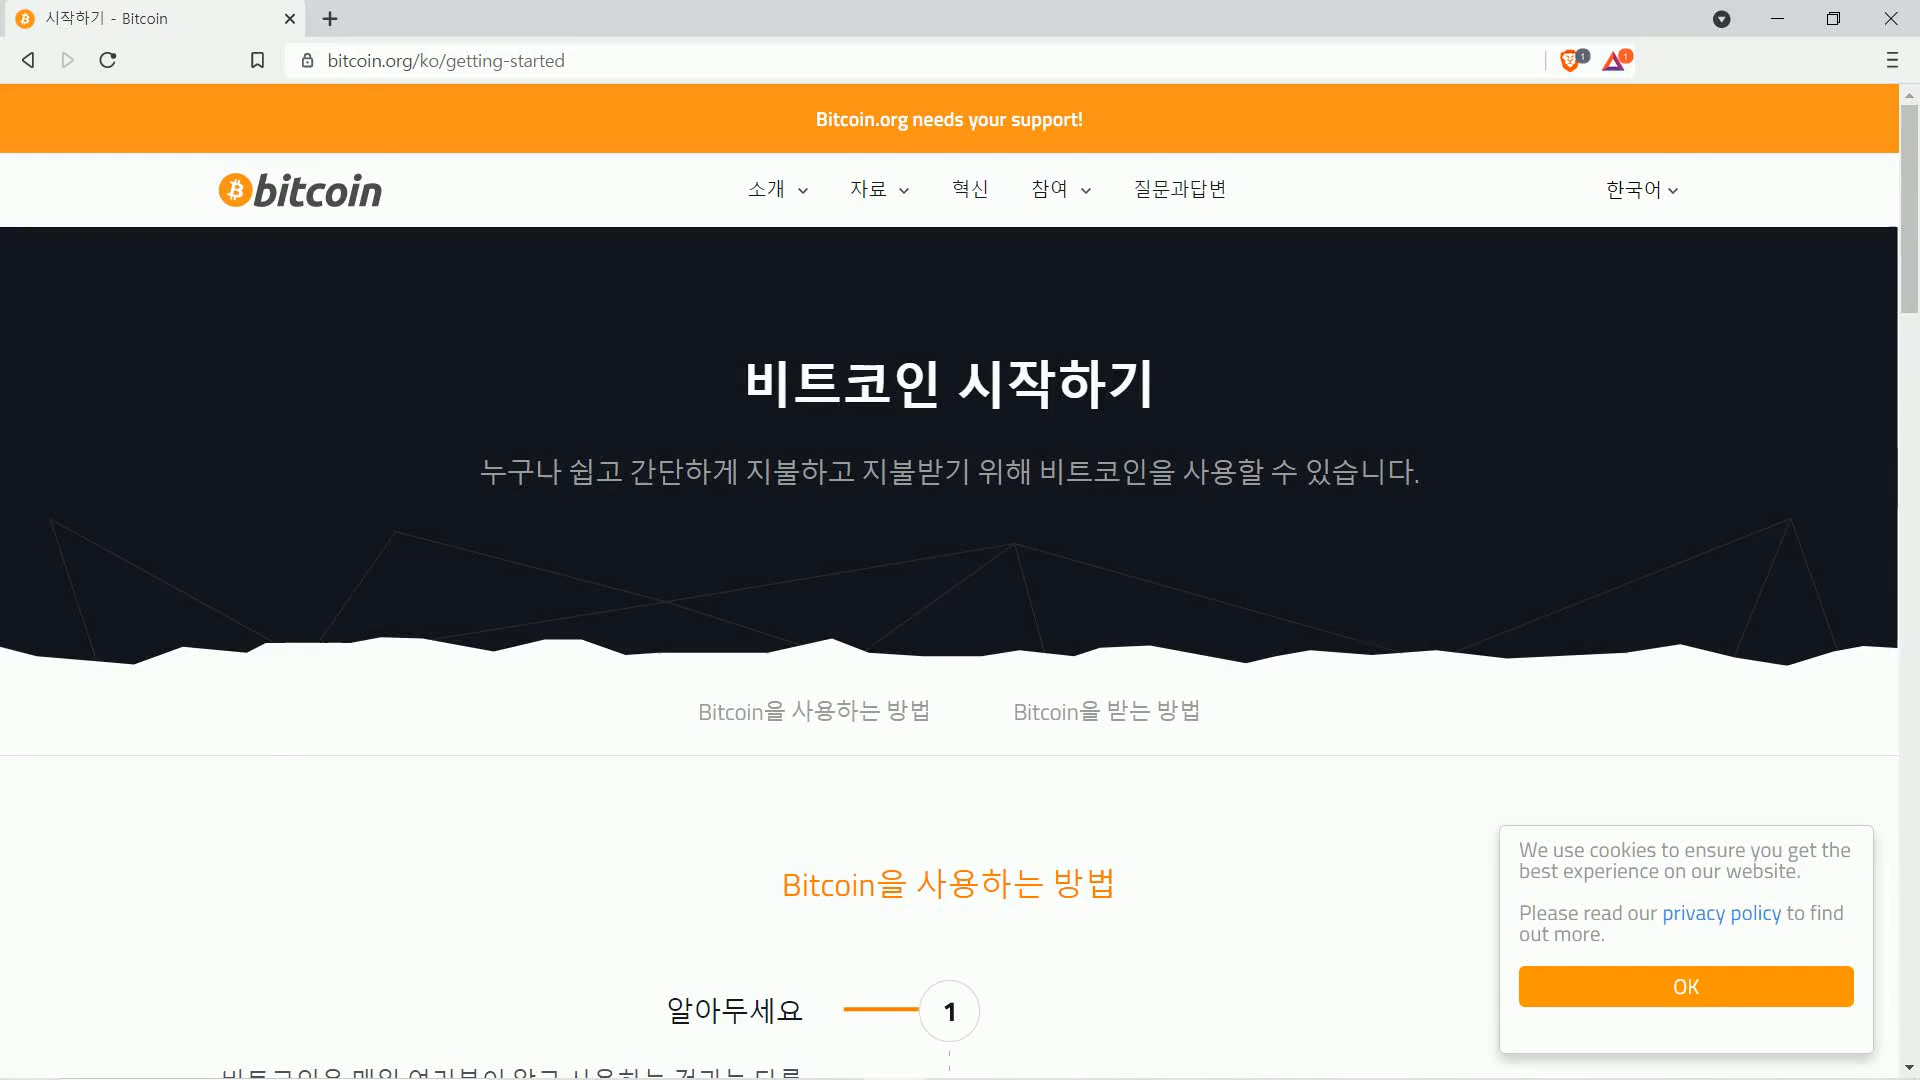 시작하기 - Bitcoin
bitcoin.org/ko/getting-started
1
1
Bitcoin.org needs your support!
bitcoin
소개
자료
혁신
참여
질문과답변
한국어
비트코인 시작하기
누구나 쉽고 간단하게 지불하고 지불받기 위해 비트코인을 사용할 수 있습니다.
Bitcoin을 사용하는 방법
Bitcoin을 받는 방법
Bitcoin을 사용하는 방법
알아두세요
1
We use cookies to ensure you get the
best experience on our website.
Please read our privacy policy to find
out more.
OK